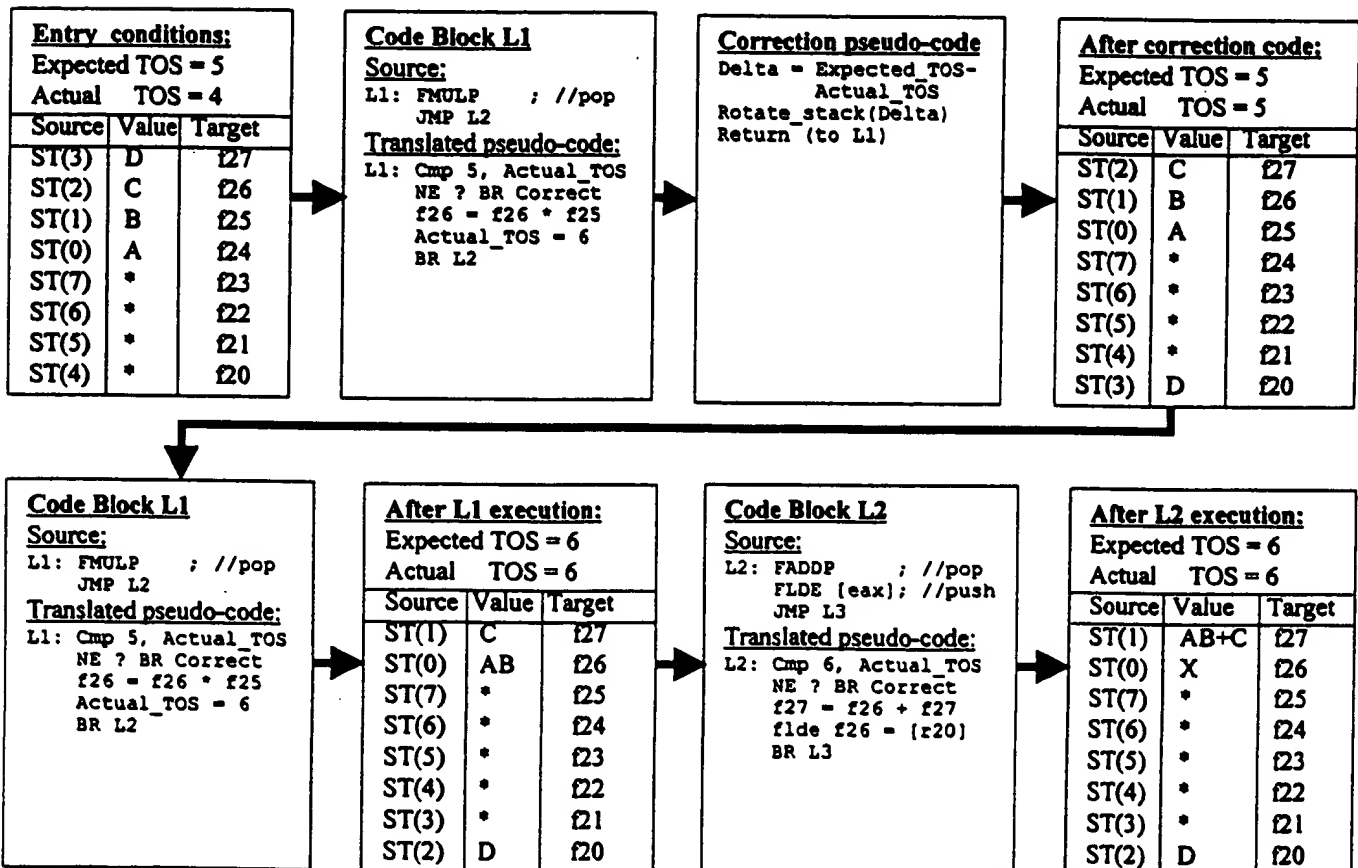 Entry conditions:
Expected TOS = 5
Actual TOS = 4
Source Value Target
ST(3) D f27
ST(2) C f26
ST(1) B f25
ST(0) A f24
ST(7) * f23
ST(6) * f22
ST(5) * f21
ST(4) * f20
Code Block L1
Source:
L1: FMULP ; //pop
JMP L2
Translated pseudo-code:
L1: Cmp 5, Actual_TOS
NE ? BR Correct
f26 = f26 * f25
Actual_TOS = 6
BR L2
Correction pseudo-code
Delta = Expected_TOS-
Actual_TOS
Rotate_stack(Delta)
Return (to L1)
After correction code:
Expected TOS = 5
Actual TOS = 5
Source Value Target
ST(2) C f27
ST(1) B f26
ST(0) A f25
ST(7) * f24
ST(6) * f23
ST(5) * f22
ST(4) * f21
ST(3) D f20
Code Block L1
Source:
L1: FMULP ; //pop
JMP L2
Translated pseudo-code:
L1: Cmp 5, Actual_TOS
NE ? BR Correct
f26 = f26 * f25
Actual_TOS = 6
BR L2
After L1 execution:
Expected TOS = 6
Actual TOS = 6
Source Value Target
ST(1) C f27
ST(0) AB f26
ST(7) * f25
ST(6) * f24
ST(5) * f23
ST(4) * f22
ST(3) * f21
ST(2) D f20
Code Block L2
Source:
L2: FADDP ; //pop
FLDE [eax]; //push
JMP L3
Translated pseudo-code:
L2: Cmp 6, Actual_TOS
NE ? BR Correct
f27 = f26 + f27
flde f26 = [r20]
BR L3
After L2 execution:
Expected TOS = 6
Actual TOS = 6
Source Value Target
ST(1) AB+C f27
ST(0) X f26
ST(7) * f25
ST(6) * f24
ST(5) * f23
ST(4) * f22
ST(3) * f21
ST(2) D f20